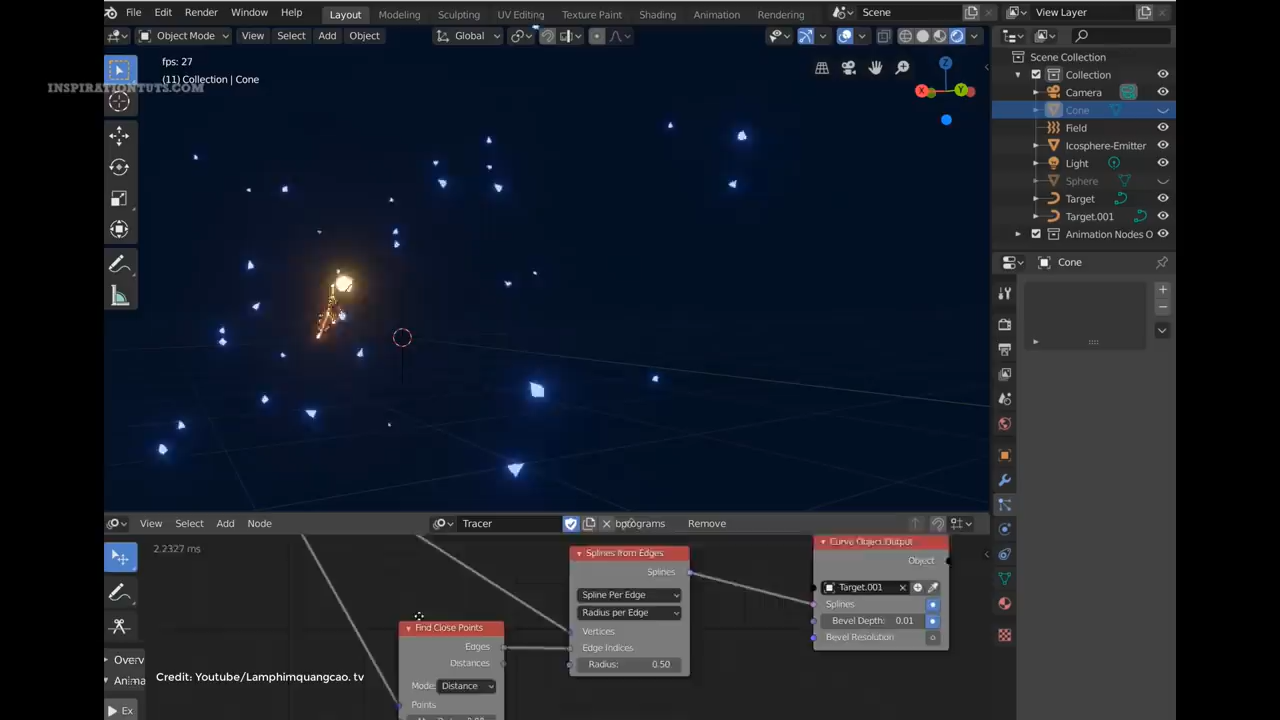 File Edit Render Window Help Layout Modeling Sculpting UV Editing Texture Paint Shading Animation Rendering Scene View Layer
Object Mode View Select Add Object Global
fps: 27
(11) Collection | Cone
INSPIRATIONTUTS.COM
X Y Z
Scene Collection
Collection
Camera
Cone
Field
Icosphere-Emitter
Light
Sphere
Target
Target.001
Animation Nodes O
Cone
View Select Add Node Tracer bprograms Remove
2.2327 ms
Curve Object Output
Object
Target.001
Splines
Bevel Depth: 0.01
Bevel Resolution
Splines from Edges
Splines
Spline Per Edge
Radius per Edge
Vertices
Edge Indices
Radius: 0.50
Find Close Points
Edges
Distances
Mode: Distance
Points
Overv
Anima
Ex
Credit: Youtube/Lamphimquangcao. tv